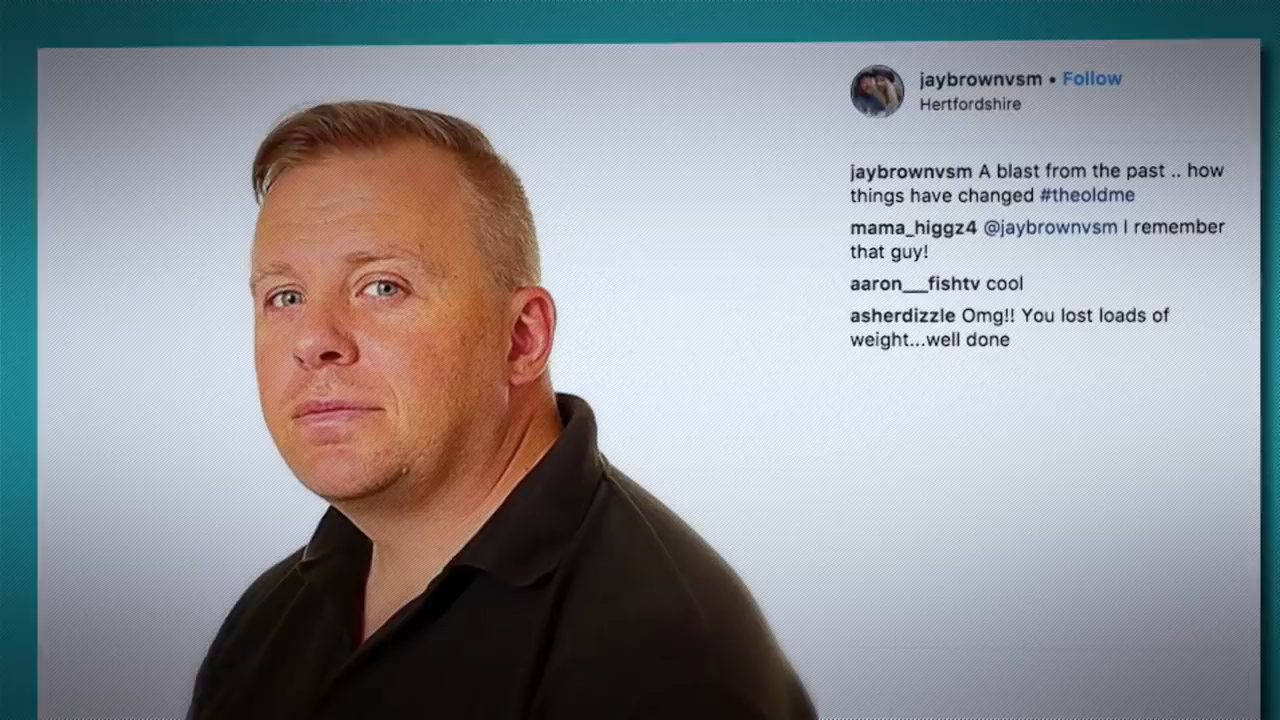 jaybrownvsm • Follow
Hertfordshire
jaybrownvsm A blast from the past .. how
things have changed #theoldme
mama_higgz4 @jaybrownvsm I remember
that guy!
aaron__fishtv cool
asherdizzle Omg!! You lost loads of
weight...well done